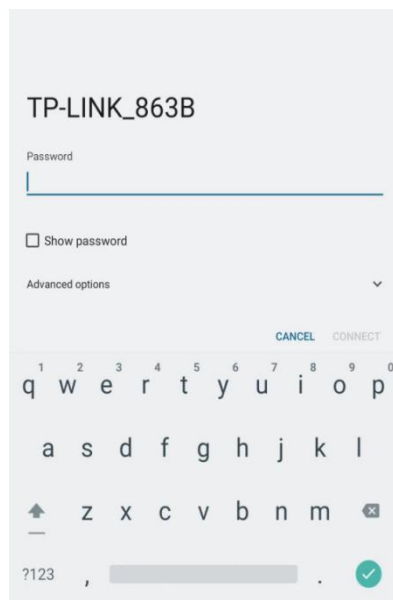 TP-LINK_863B
Password
Show password
Advanced options
CANCEL CONNECT
1 2 3 4 5 6 7 8 9 0
q w e r t y u i o p
a s d f g h j k l
z x c v b n m
?123 , .